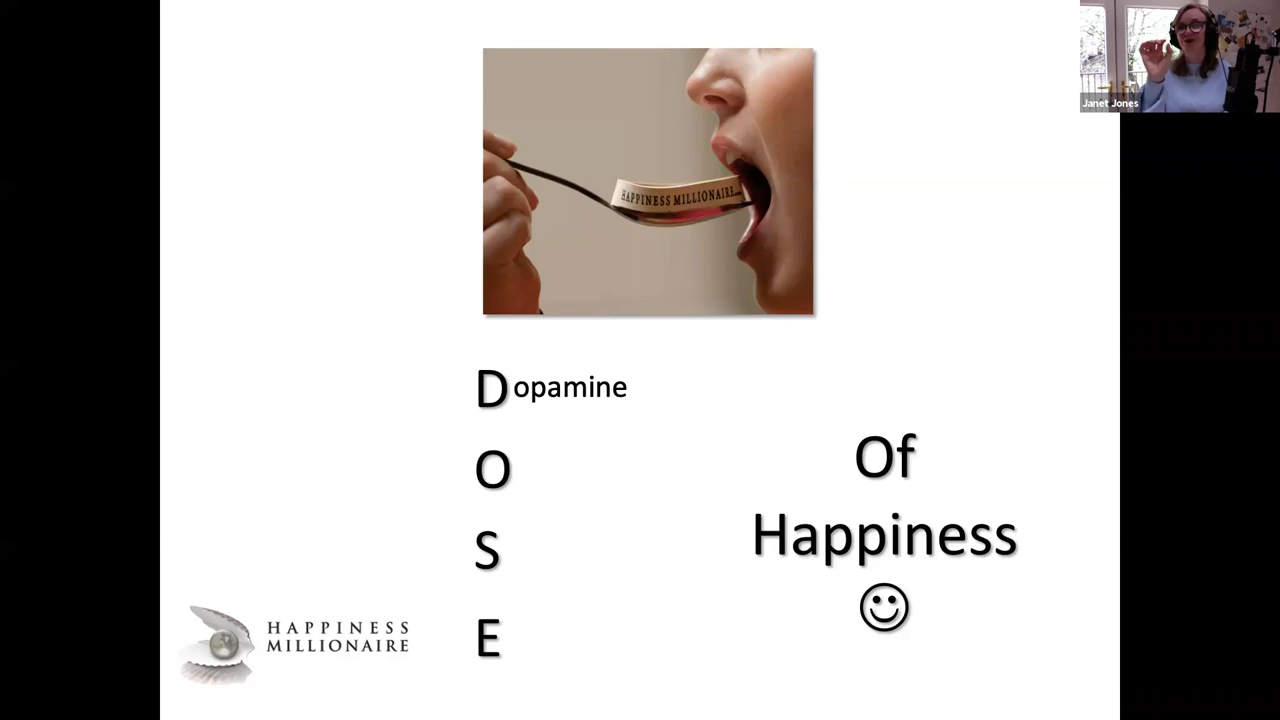 Janet Jones
HAPPINESS MILLIONAIRE
Dopamine
O
S
E
Of
Happiness
HAPPINESS
MILLIONAIRE